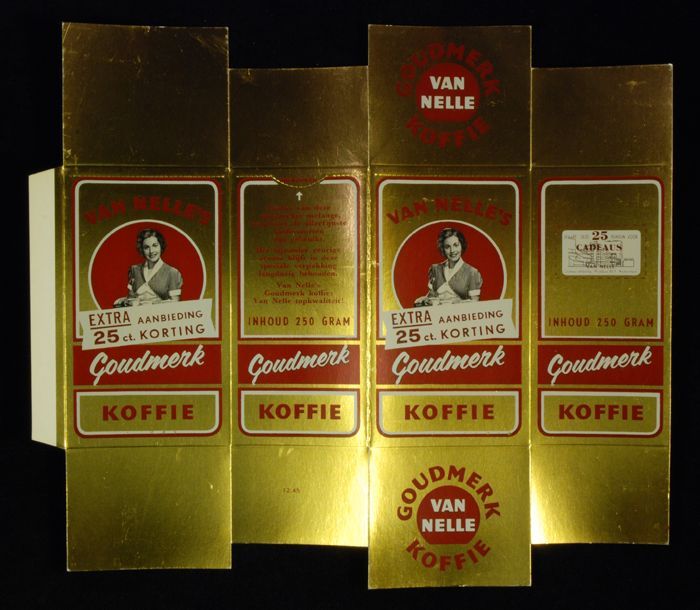 GOUDMERK
VAN
NELLE
KOFFIE
VAN NELLE'S
EXTRA AANBIEDING
25 ct. KORTING
Goudmerk
KOFFIE
Van Nelle's
Goudmerk koffie:
Van Nelle topkwaliteit!
INHOUD 250 GRAM
Goudmerk
KOFFIE
VAN NELLE'S
EXTRA AANBIEDING
25 ct. KORTING
Goudmerk
KOFFIE
25
CADEAUS
VAN NELLE
INHOUD 250 GRAM
Goudmerk
KOFFIE
12.45
GOUDMERK
VAN
NELLE
KOFFIE